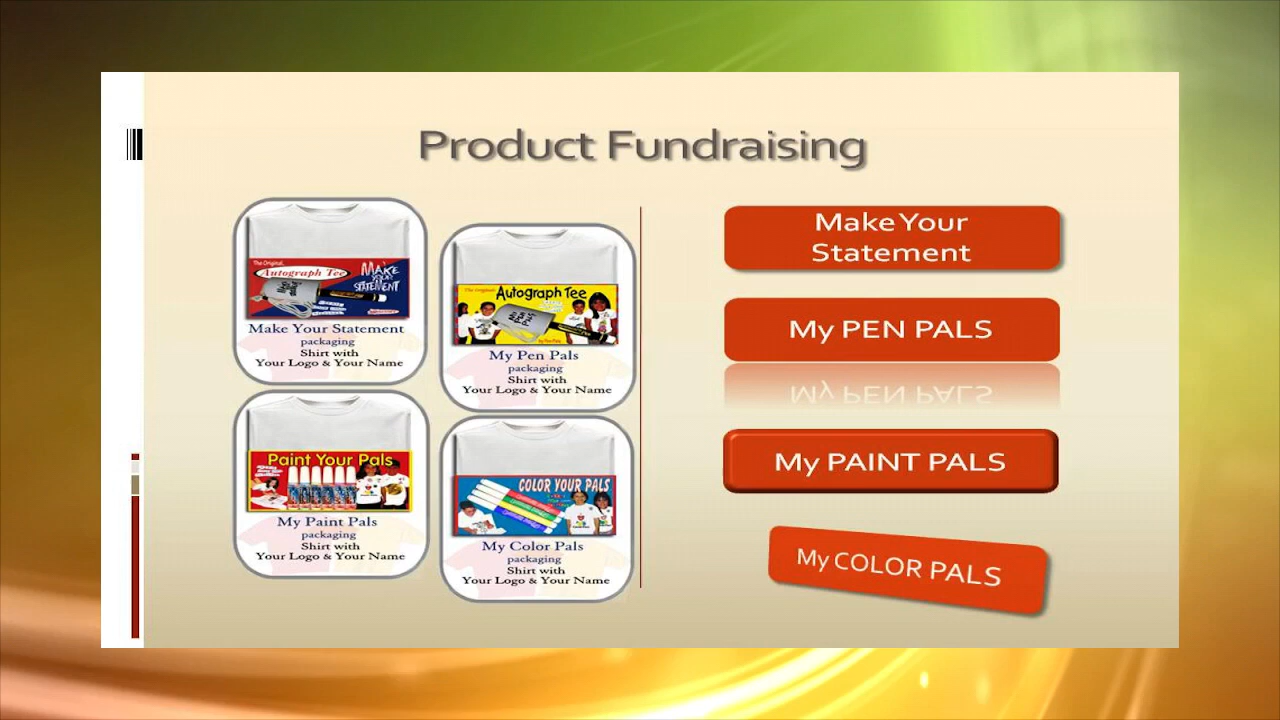 Product Fundraising
The Original
Autograph Tee
MAKE
YOUR
STATEMENT
Make Your Statement
packaging
Shirt with
Your Logo & Your Name
The Original
Autograph Tee
My Pen Pals
packaging
Shirt with
Your Logo & Your Name
Paint Your Pals
My Paint Pals
packaging
Shirt with
Your Logo & Your Name
COLOR YOUR PALS
My Color Pals
packaging
Shirt with
Your Logo & Your Name
Make Your
Statement
My PEN PALS
My PAINT PALS
My COLOR PALS